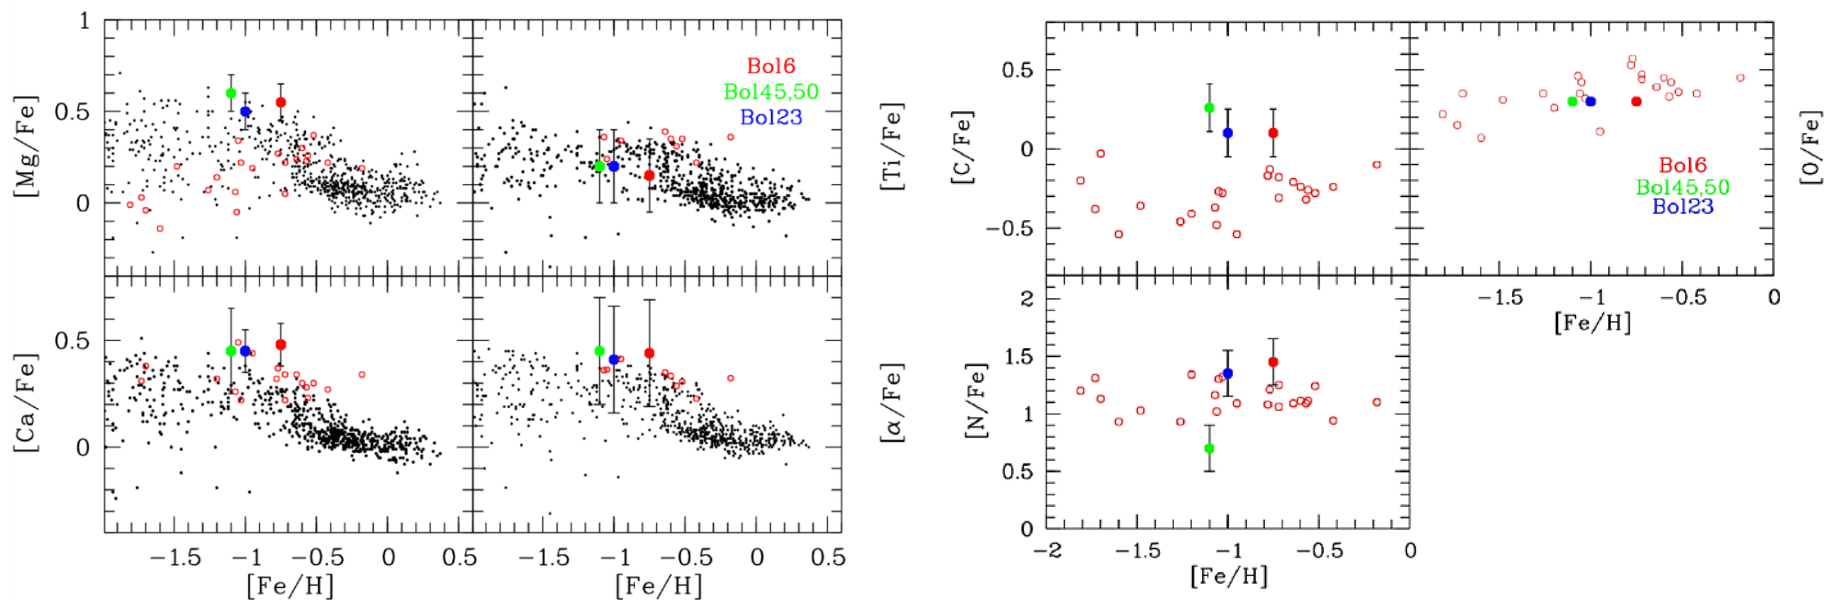 1
0.5
0
[Mg/Fe]
Bol6
Bol45,50
Bol23
[Ti/Fe]
0.5
0
[Ca/Fe]
[α/Fe]
−1.5
−1
−0.5
0
0.5
[Fe/H]
−1.5
−1
−0.5
0
0.5
[Fe/H]
0.5
0
−0.5
[C/Fe]
Bol6
Bol45,50
Bol23
[O/Fe]
−1.5
−1
−0.5
0
[Fe/H]
2
1.5
1
0.5
0
[N/Fe]
−2
−1.5
−1
−0.5
0
[Fe/H]